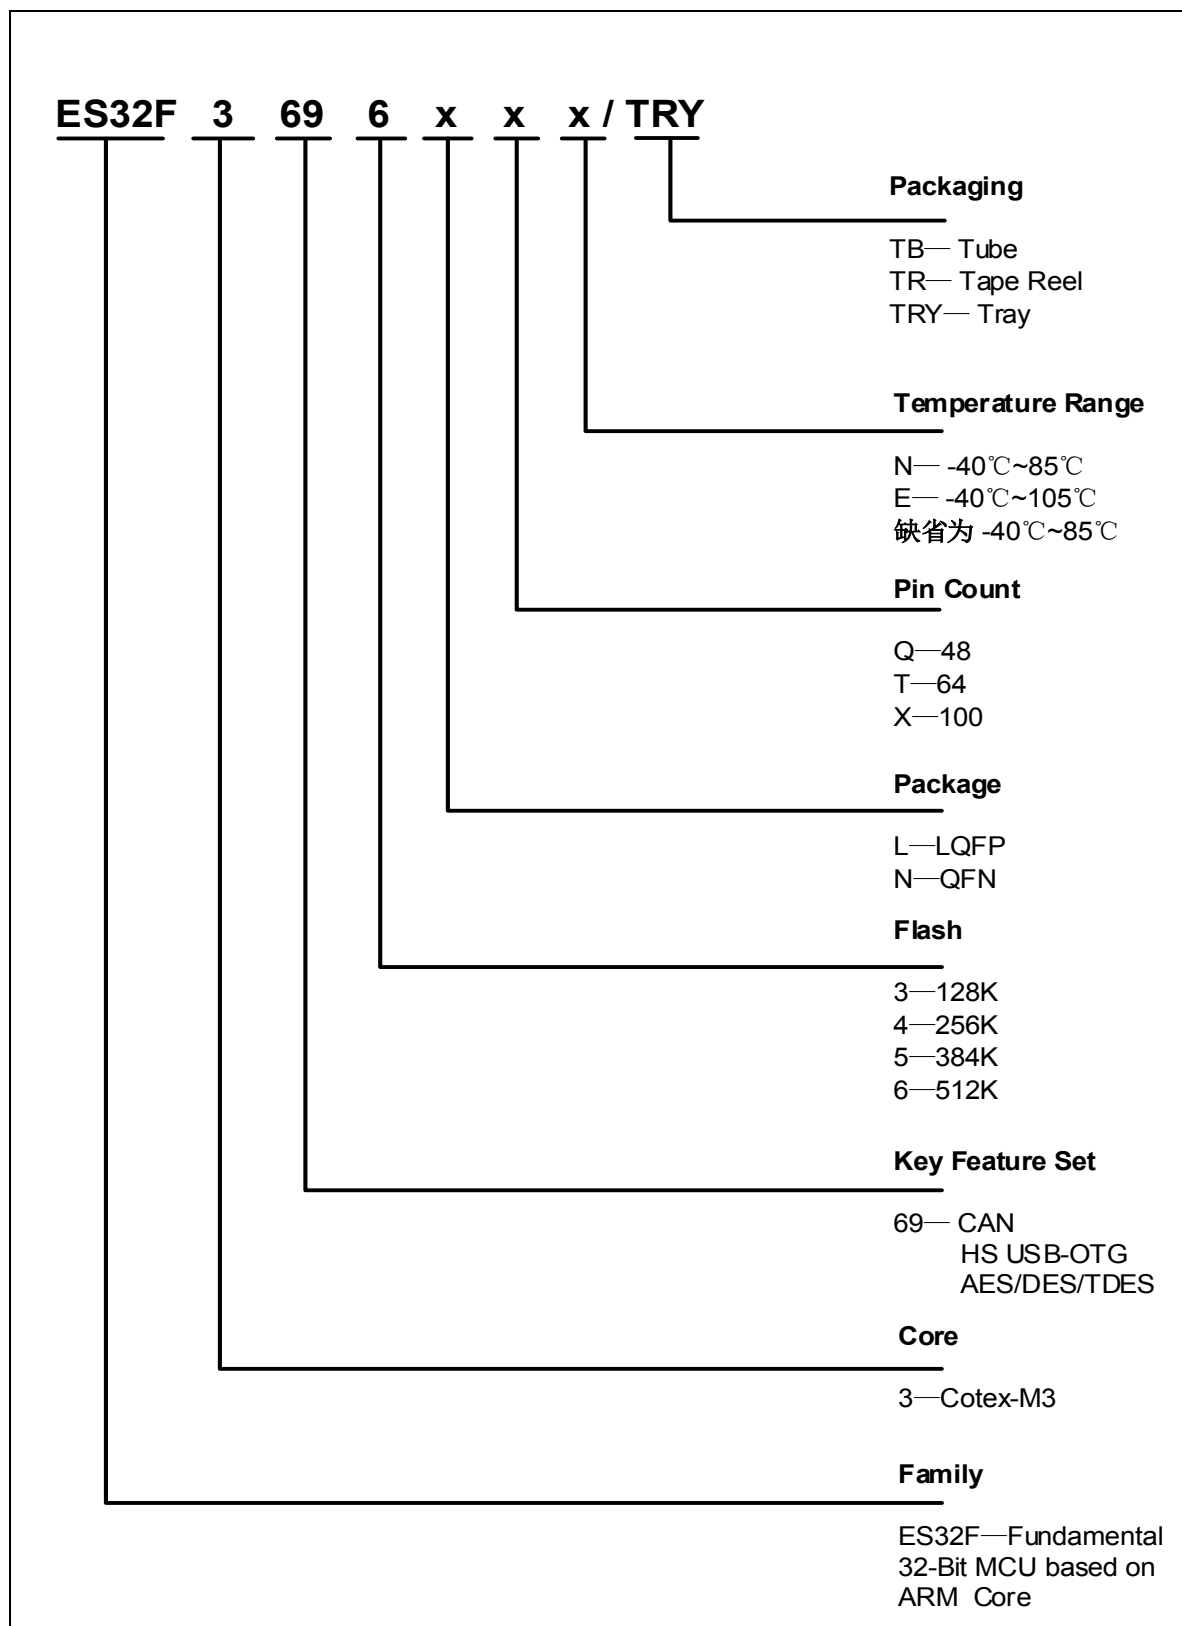 ES32F 3 69 6 x x x / TRY
Packaging
TB— Tube
TR— Tape Reel
TRY— Tray
Temperature Range
N— -40℃~85℃
E— -40℃~105℃
缺省为 -40℃~85℃
Pin Count
Q—48
T—64
X—100
Package
L—LQFP
N—QFN
Flash
3—128K
4—256K
5—384K
6—512K
Key Feature Set
69— CAN
HS USB-OTG
AES/DES/TDES
Core
3—Cotex-M3
Family
ES32F—Fundamental
32-Bit MCU based on
ARM Core